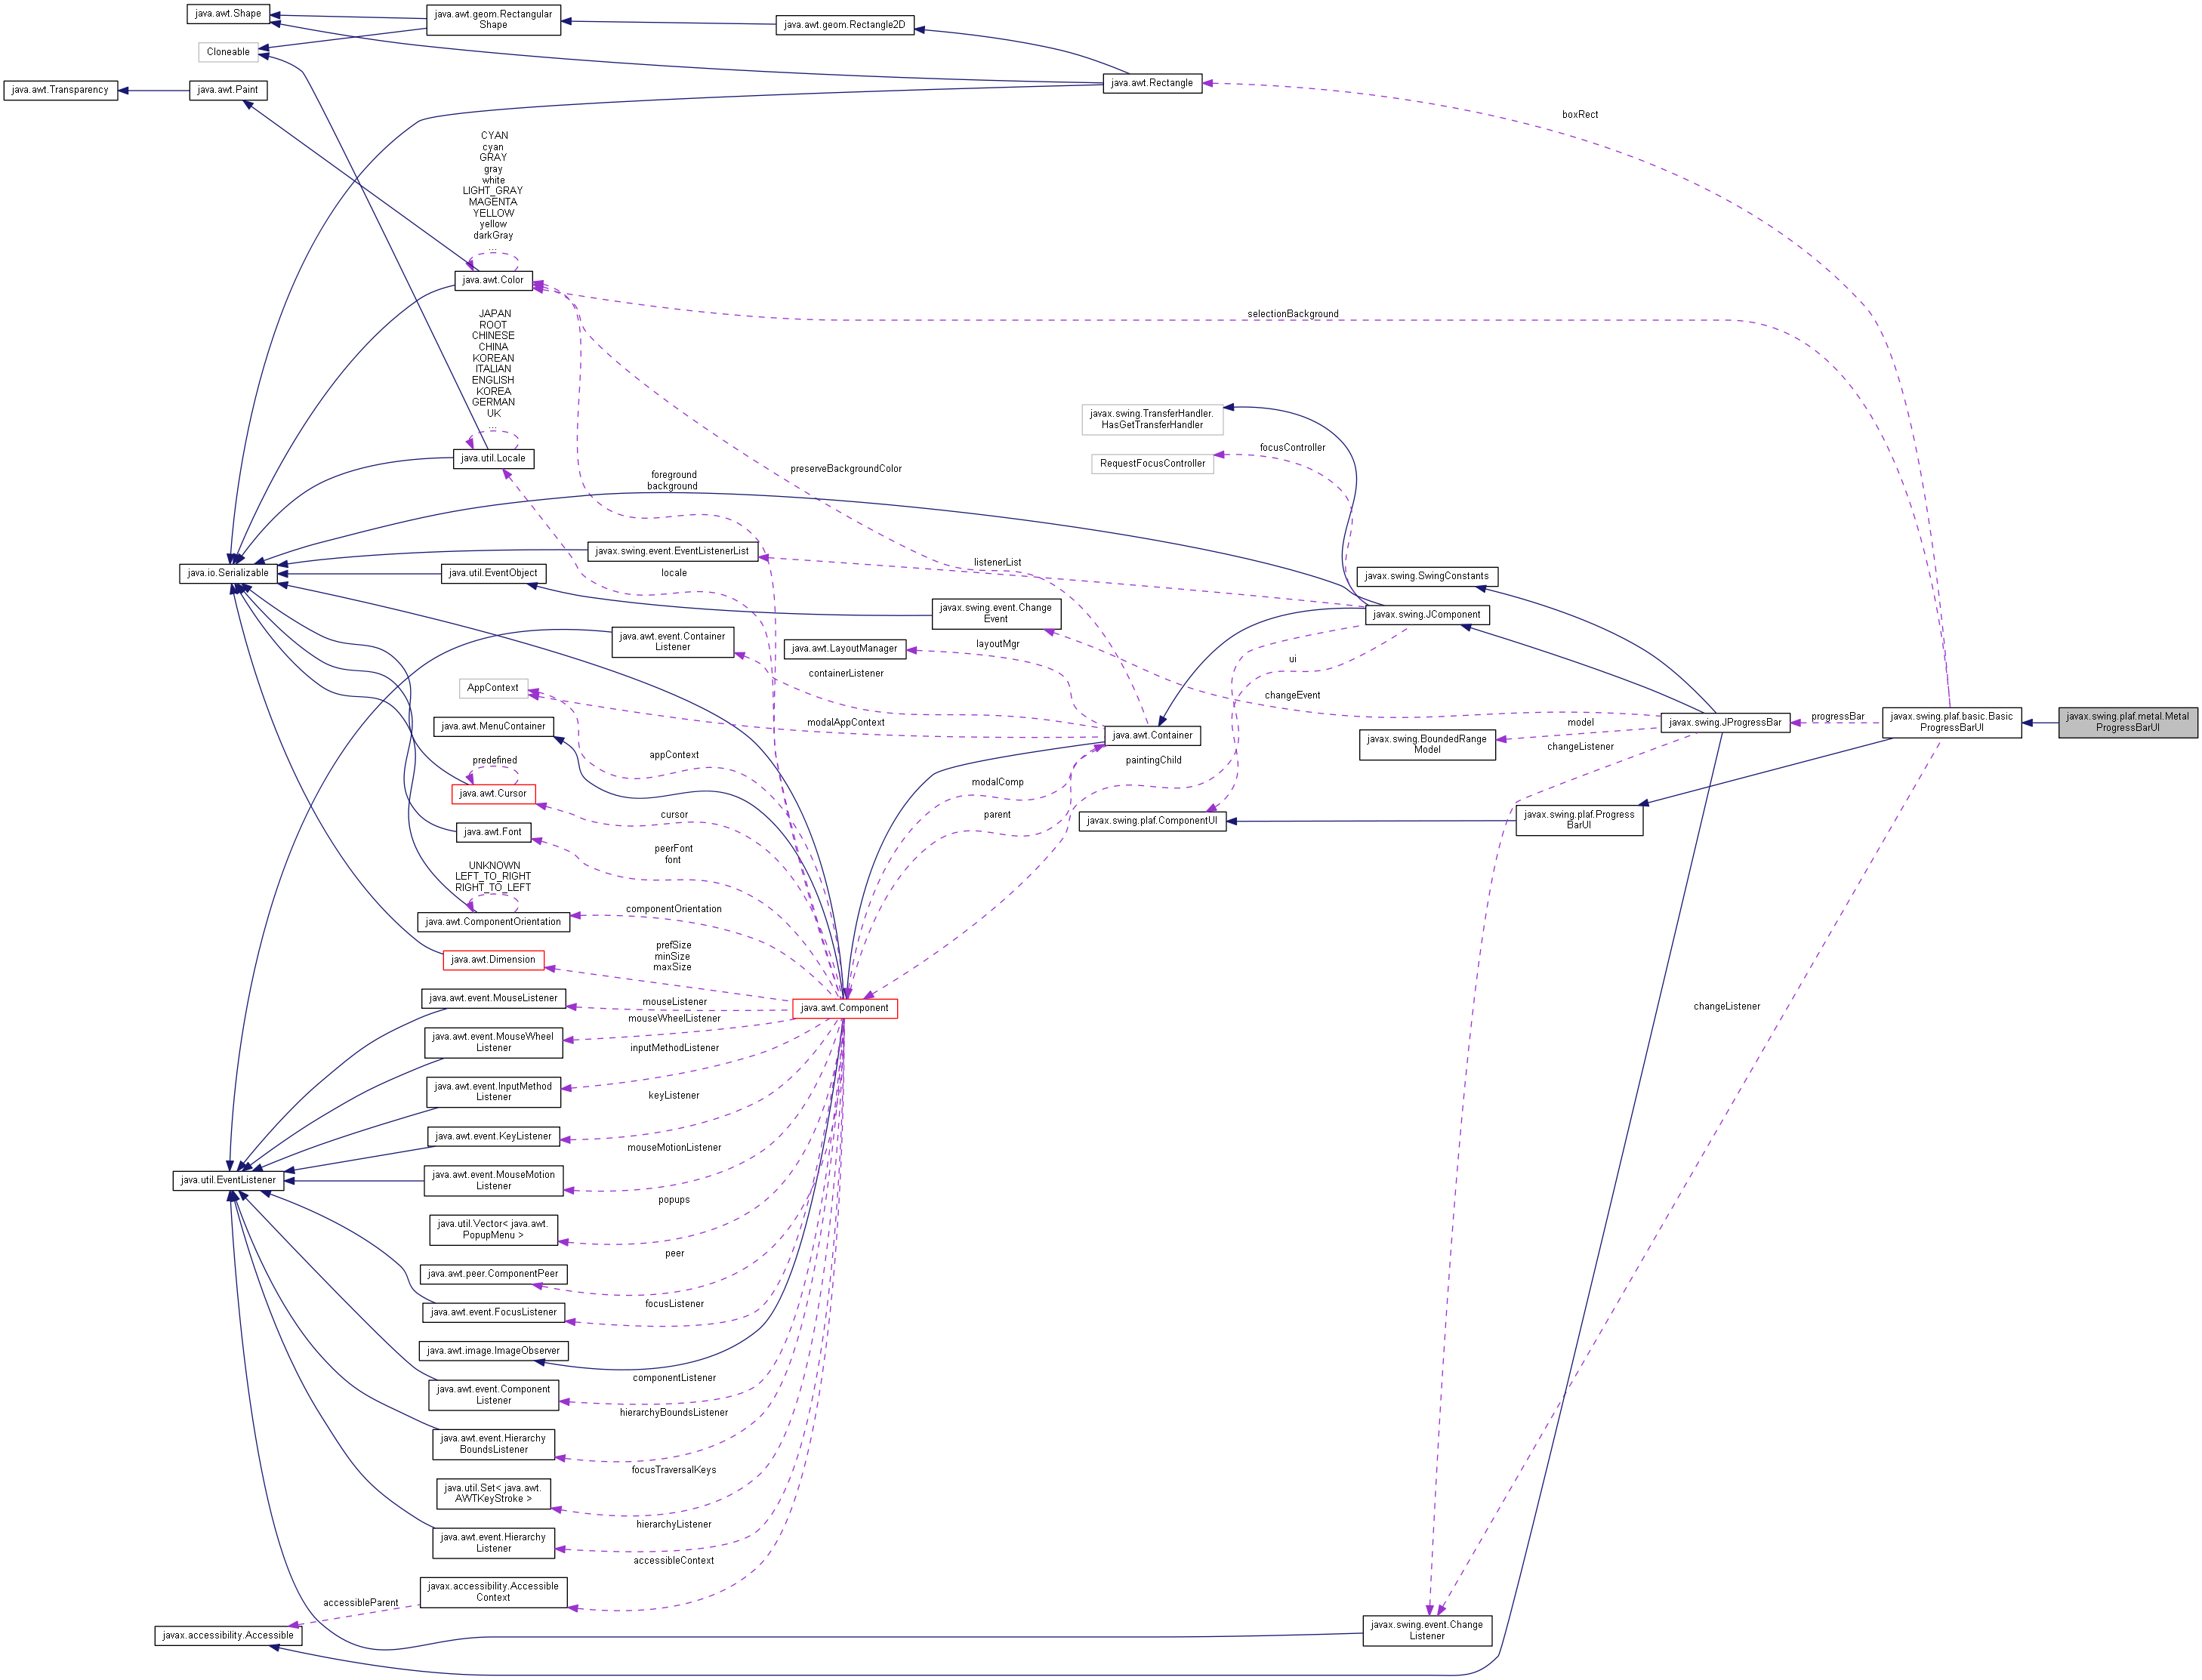 java.awt.Shape
java.awt.geom.Rectangular
Shape
java.awt.geom.Rectangle2D
Cloneable
java.awt.Transparency
java.awt.Paint
java.awt.Rectangle
boxRect
CYAN
cyan
GRAY
gray
white
LIGHT_GRAY
MAGENTA
YELLOW
yellow
darkGray
...
java.awt.Color
selectionBackground
JAPAN
ROOT
CHINESE
CHINA
KOREAN
ITALIAN
ENGLISH
KOREA
GERMAN
UK
...
java.util.Locale
javax.swing.TransferHandler.
HasGetTransferHandler
focusController
RequestFocusController
preserveBackgroundColor
foreground
background
javax.swing.event.EventListenerList
listenerList
java.io.Serializable
java.util.EventObject
locale
javax.swing.SwingConstants
javax.swing.event.Change
Event
javax.swing.JComponent
java.awt.event.Container
Listener
java.awt.LayoutManager
layoutMgr
containerListener
ui
AppContext
changeEvent
modalAppContext
java.awt.MenuContainer
java.awt.Container
javax.swing.JProgressBar
progressBar
javax.swing.plaf.basic.Basic
ProgressBarUI
javax.swing.plaf.metal.Metal
ProgressBarUI
model
javax.swing.BoundedRange
Model
changeListener
appContext
predefined
java.awt.Cursor
paintingChild
modalComp
cursor
parent
javax.swing.plaf.ComponentUI
javax.swing.plaf.Progress
BarUI
java.awt.Font
peerFont
font
UNKNOWN
LEFT_TO_RIGHT
RIGHT_TO_LEFT
java.awt.ComponentOrientation
componentOrientation
java.awt.Dimension
prefSize
minSize
maxSize
java.awt.event.MouseListener
mouseListener
java.awt.Component
changeListener
mouseWheelListener
java.awt.event.MouseWheel
Listener
inputMethodListener
java.awt.event.InputMethod
Listener
keyListener
java.awt.event.KeyListener
mouseMotionListener
java.awt.event.MouseMotion
Listener
java.util.EventListener
popups
java.util.Vector< java.awt.
PopupMenu >
peer
java.awt.peer.ComponentPeer
focusListener
java.awt.event.FocusListener
java.awt.image.ImageObserver
componentListener
java.awt.event.Component
Listener
hierarchyBoundsListener
java.awt.event.Hierarchy
BoundsListener
focusTraversalKeys
java.util.Set< java.awt.
AWTKeyStroke >
hierarchyListener
java.awt.event.Hierarchy
Listener
accessibleContext
javax.accessibility.Accessible
Context
accessibleParent
javax.accessibility.Accessible
javax.swing.event.Change
Listener